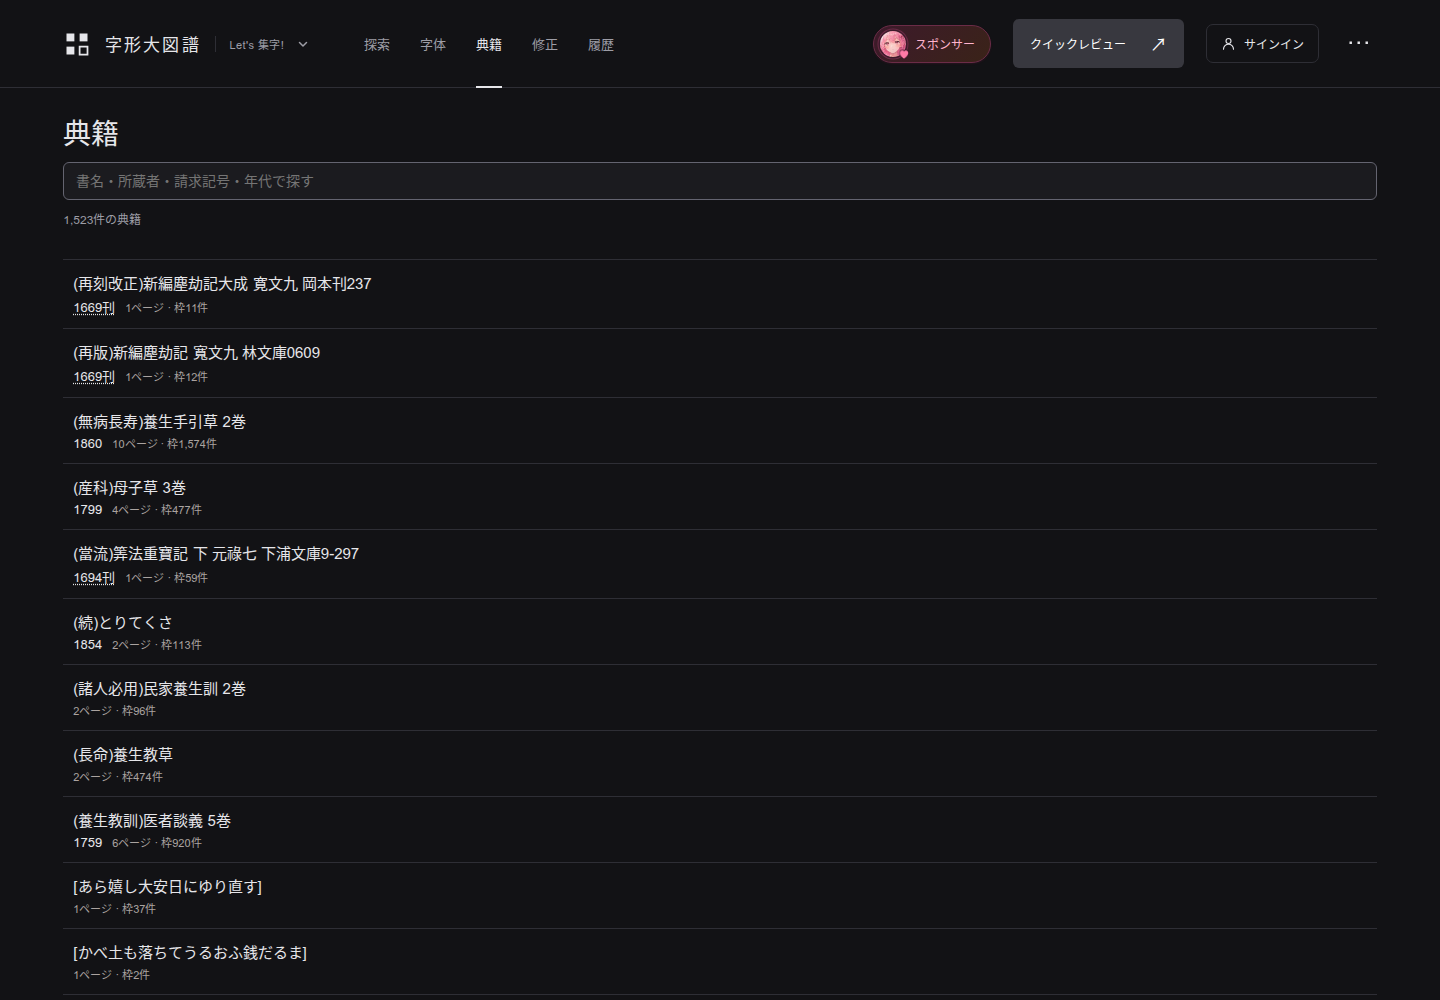 字形大図譜
Let's 集字!
探索
字体
典籍
修正
履歴
スポンサー
クイックレビュー
サインイン
典籍
書名・所蔵者・請求記号・年代で探す
1,523件の典籍
(再刻改正)新編塵劫記大成 寛文九 岡本刊237
1669刊 1ページ · 枠11件
(再版)新編塵劫記 寛文九 林文庫0609
1669刊 1ページ · 枠12件
(無病長寿)養生手引草 2巻
1860 10ページ · 枠1,574件
(産科)母子草 3巻
1799 4ページ · 枠477件
(當流)筭法重寶記 下 元祿七 下浦文庫9-297
1694刊 1ページ · 枠59件
(続)とりてくさ
1854 2ページ · 枠113件
(諸人必用)民家養生訓 2巻
2ページ · 枠96件
(長命)養生教草
2ページ · 枠474件
(養生教訓)医者談義 5巻
1759 6ページ · 枠920件
[あら嬉し大安日にゆり直す]
1ページ · 枠37件
[かべ土も落ちてうるおふ銭だるま]
1ページ · 枠2件